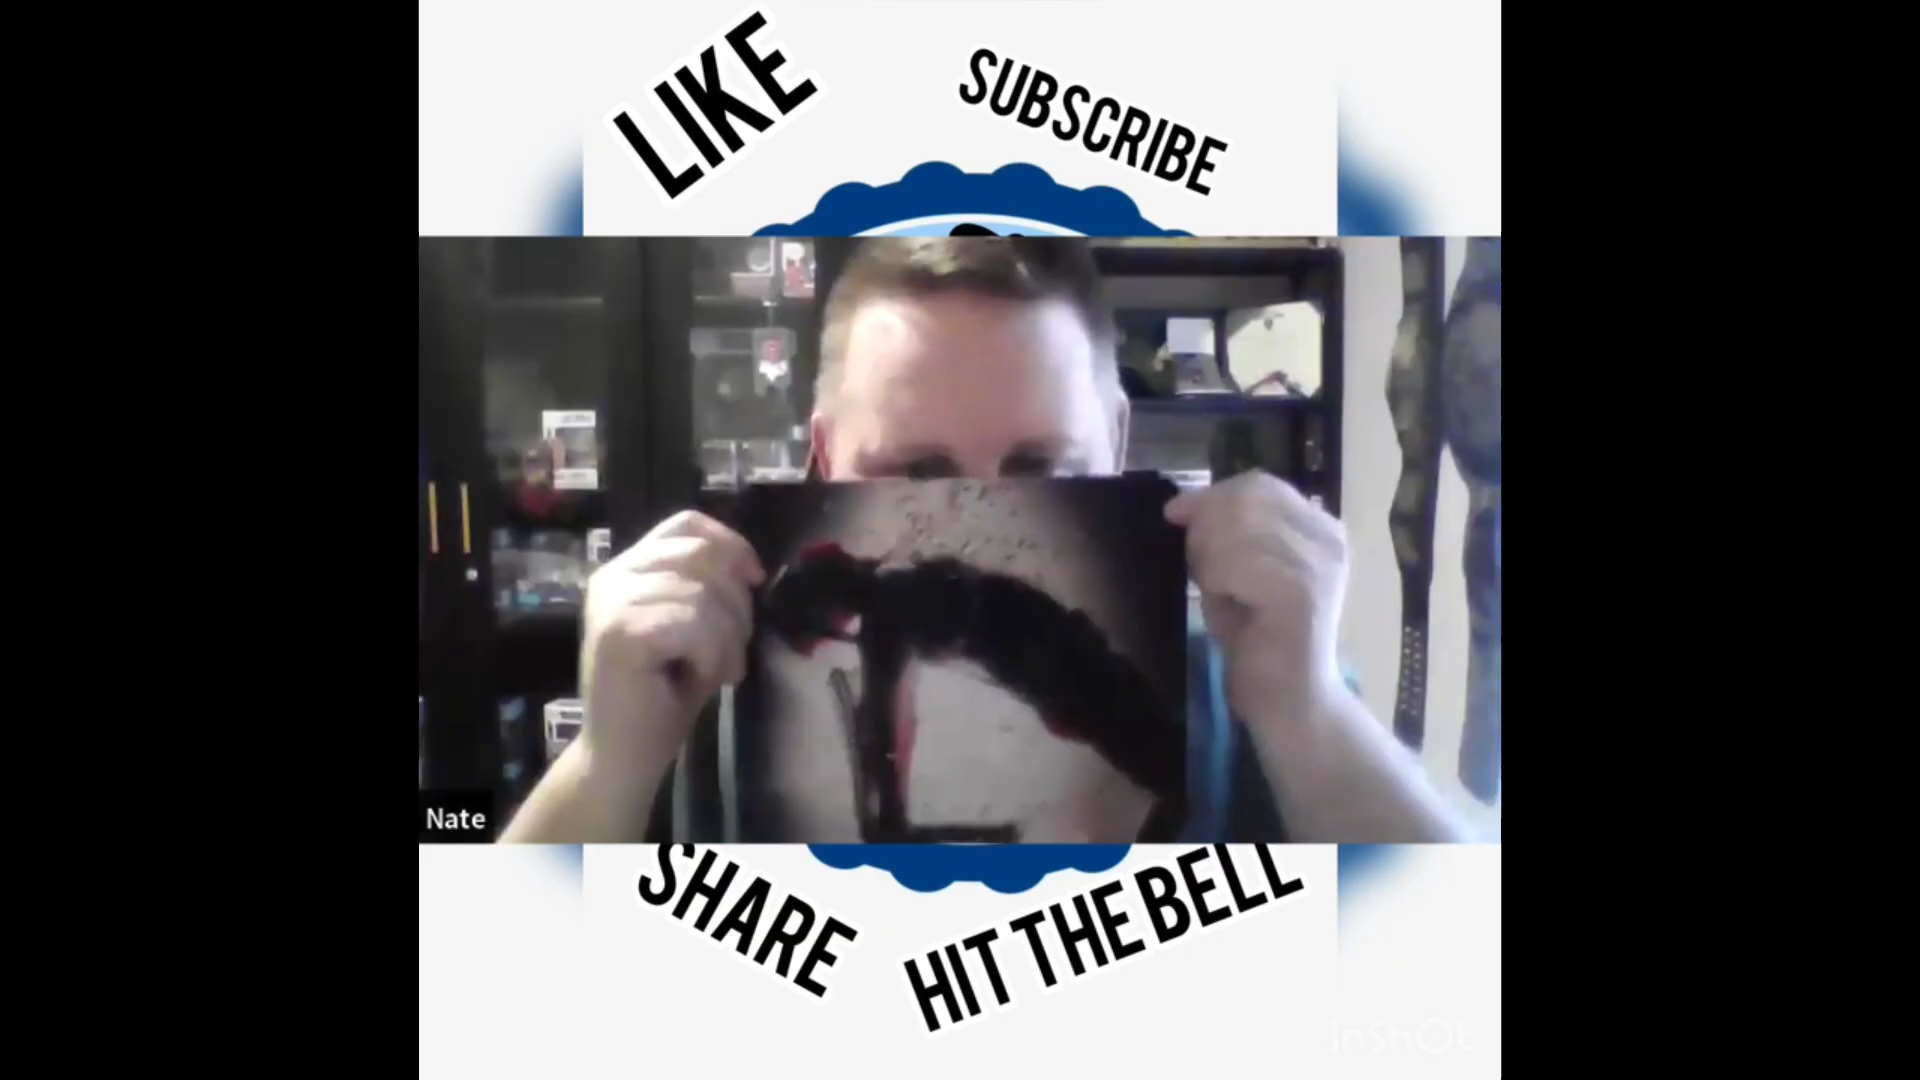 LIKE
SUBSCRIBE
Nate
SHARE
HIT THE BELL
InShOt